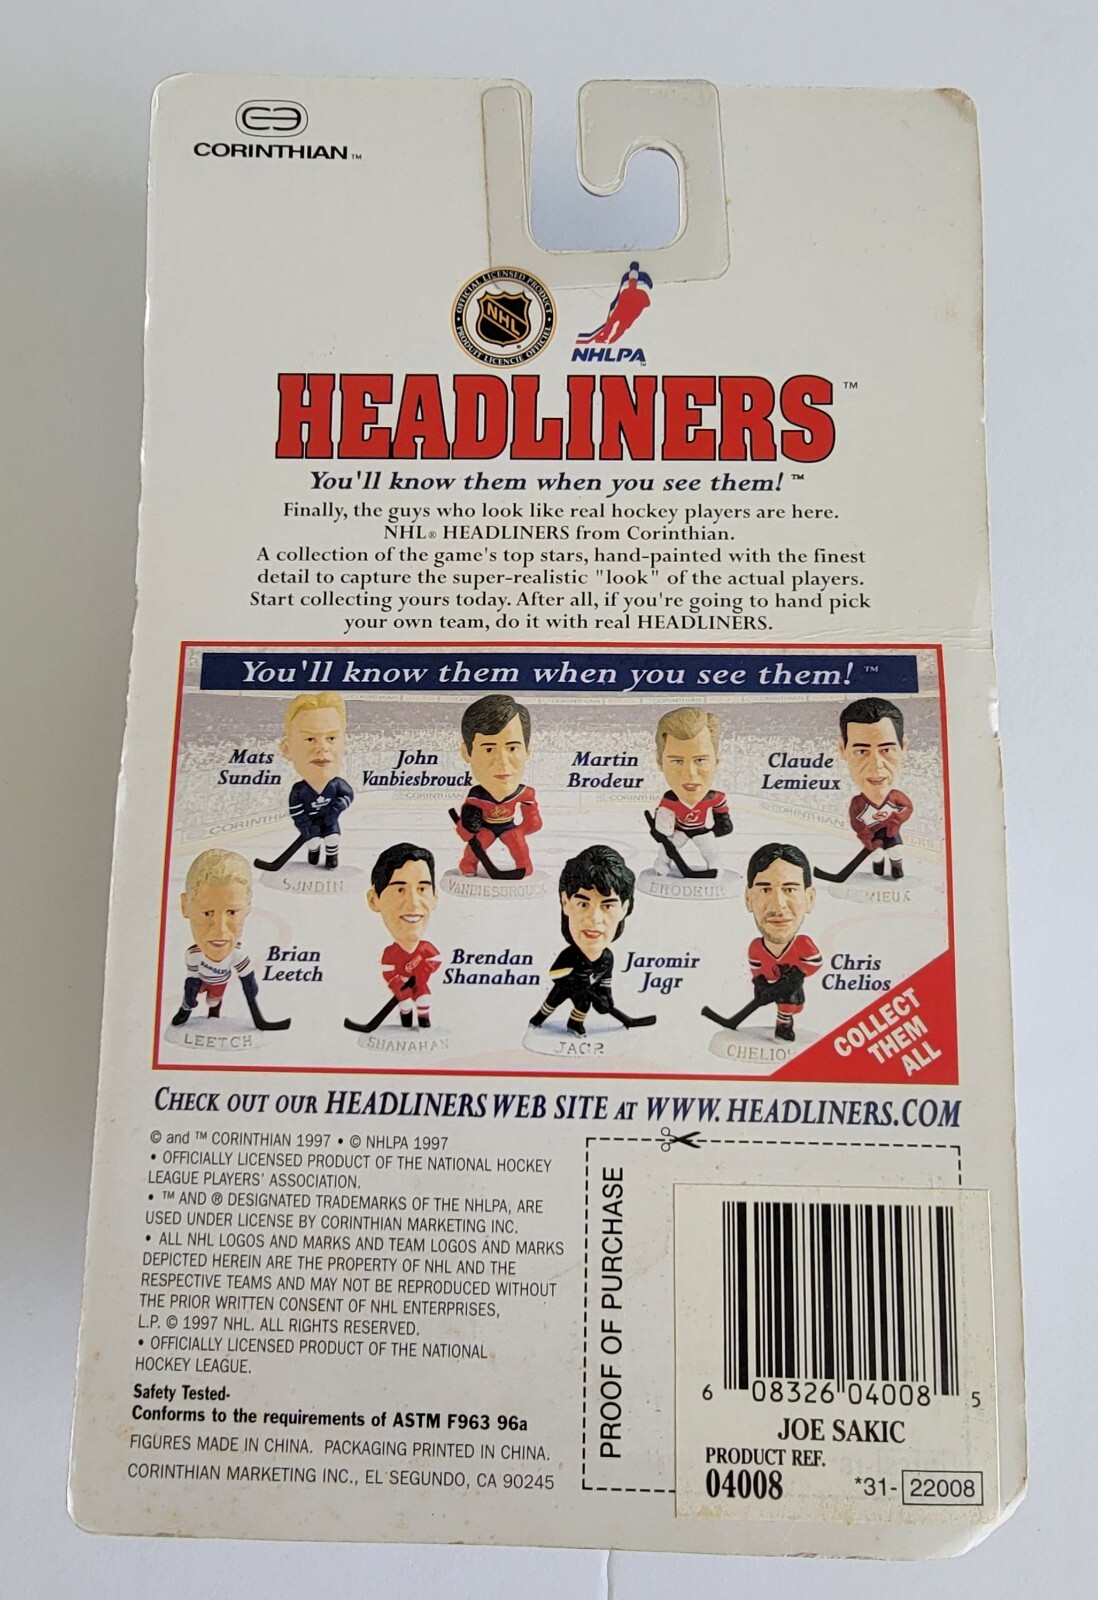 CORINTHIAN™
OFFICIAL LICENSED PRODUCT
NHL
PRODUIT LICENCIÉ OFFICIEL
NHLPA™
HEADLINERS™
You'll know them when you see them!™
Finally, the guys who look like real hockey players are here.
NHL® HEADLINERS from Corinthian.
A collection of the game's top stars, hand-painted with the finest
detail to capture the super-realistic "look" of the actual players.
Start collecting yours today. After all, if you're going to hand pick
your own team, do it with real HEADLINERS.
You'll know them when you see them!™
Mats
Sundin
John
Vanbiesbrouck
Martin
Brodeur
Claude
Lemieux
SUNDIN
VANBIESBROUCK
BRODEUR
LEMIEUX
Brian
Leetch
Brendan
Shanahan
Jaromir
Jagr
Chris
Chelios
RANGERS
LEETCH
SHANAHAN
JAGR
CHELIOS
COLLECT
THEM
ALL
CHECK OUT OUR HEADLINERS WEB SITE AT WWW. HEADLINERS.COM
© and ™ CORINTHIAN 1997 • © NHLPA 1997
• OFFICIALLY LICENSED PRODUCT OF THE NATIONAL HOCKEY
LEAGUE PLAYERS' ASSOCIATION.
• ™ AND ® DESIGNATED TRADEMARKS OF THE NHLPA, ARE
USED UNDER LICENSE BY CORINTHIAN MARKETING INC.
• ALL NHL LOGOS AND MARKS AND TEAM LOGOS AND MARKS
DEPICTED HEREIN ARE THE PROPERTY OF NHL AND THE
RESPECTIVE TEAMS AND MAY NOT BE REPRODUCED WITHOUT
THE PRIOR WRITTEN CONSENT OF NHL ENTERPRISES,
L.P. © 1997 NHL. ALL RIGHTS RESERVED.
• OFFICIALLY LICENSED PRODUCT OF THE NATIONAL
HOCKEY LEAGUE.
Safety Tested-
Conforms to the requirements of ASTM F963 96a
FIGURES MADE IN CHINA. PACKAGING PRINTED IN CHINA.
CORINTHIAN MARKETING INC., EL SEGUNDO, CA 90245
PROOF OF PURCHASE
6 08326 04008 5
JOE SAKIC
PRODUCT REF.
04008
*31- 22008